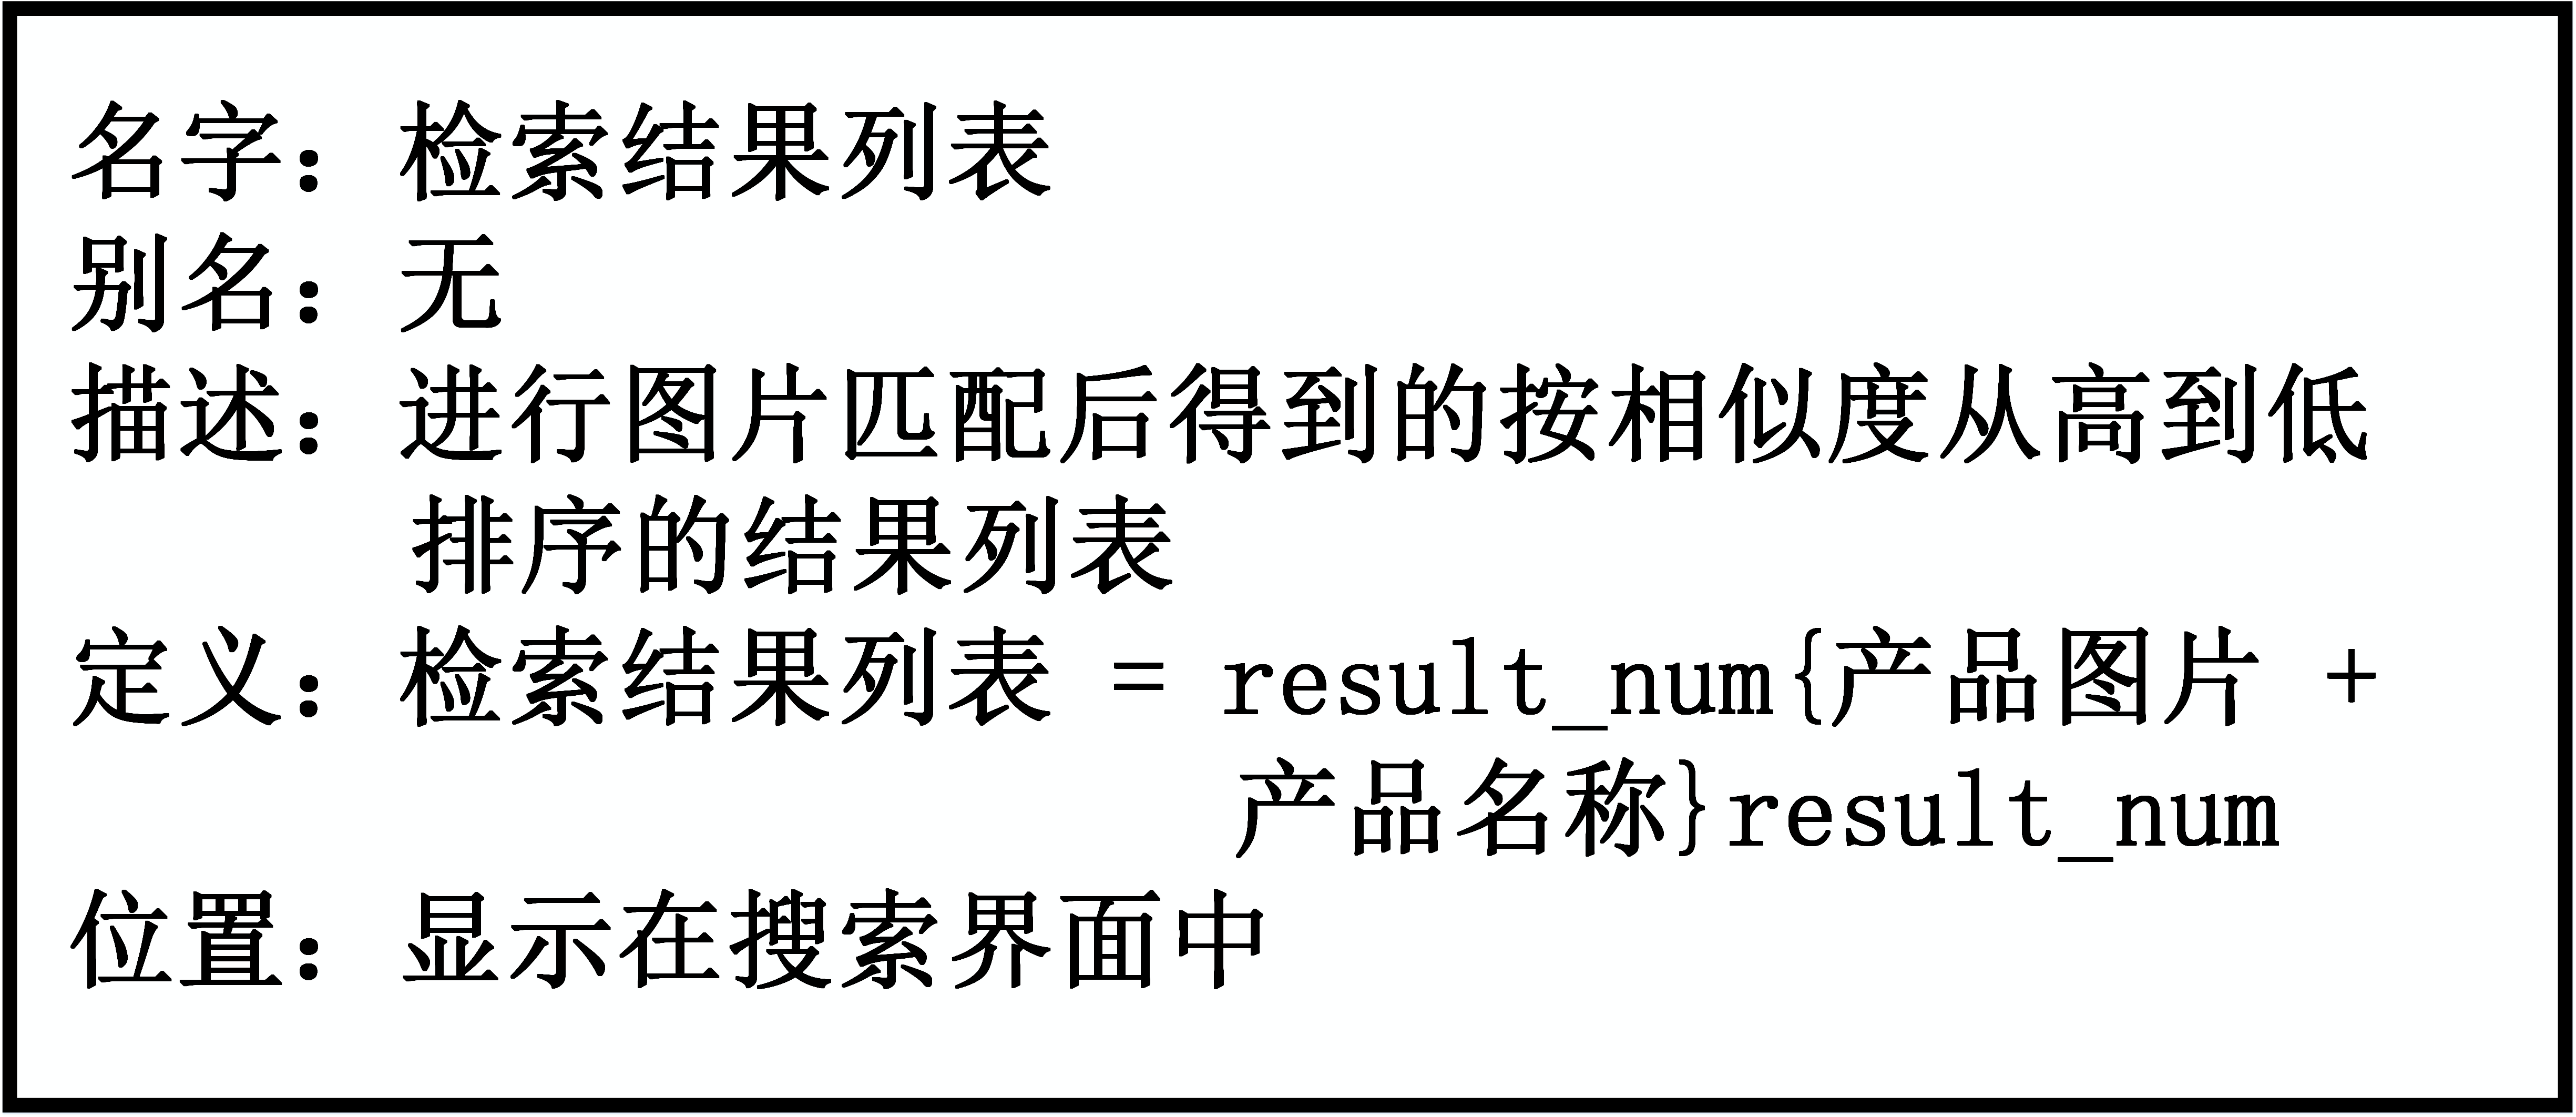 名字：检索结果列表
别名：无
描述：进行图片匹配后得到的按相似度从高到低
排序的结果列表
定义：检索结果列表 = result_num{产品图片 +
产品名称}result_num
位置：显示在搜索界面中